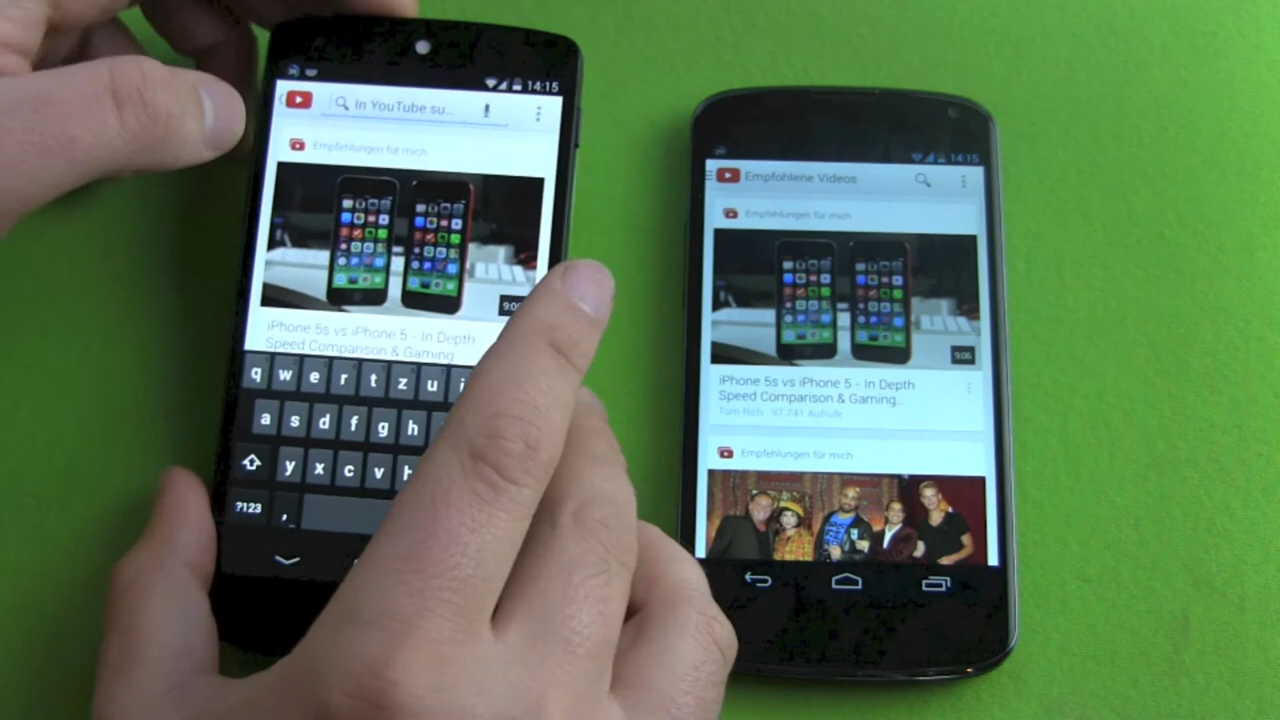 14:15
In YouTube su...
Empfehlungen für mich
9:0
iPhone 5s vs iPhone 5 - In Depth
Speed Comparison & Gaming
q w e r t z u i
a s d f g h
y x c v
?123 ,
14:15
Empfohlene Videos
Empfehlungen für mich
9:06
iPhone 5s vs iPhone 5 - In Depth
Speed Comparison & Gaming...
Tom Rich · 97.741 Aufrufe
Empfehlungen für mich